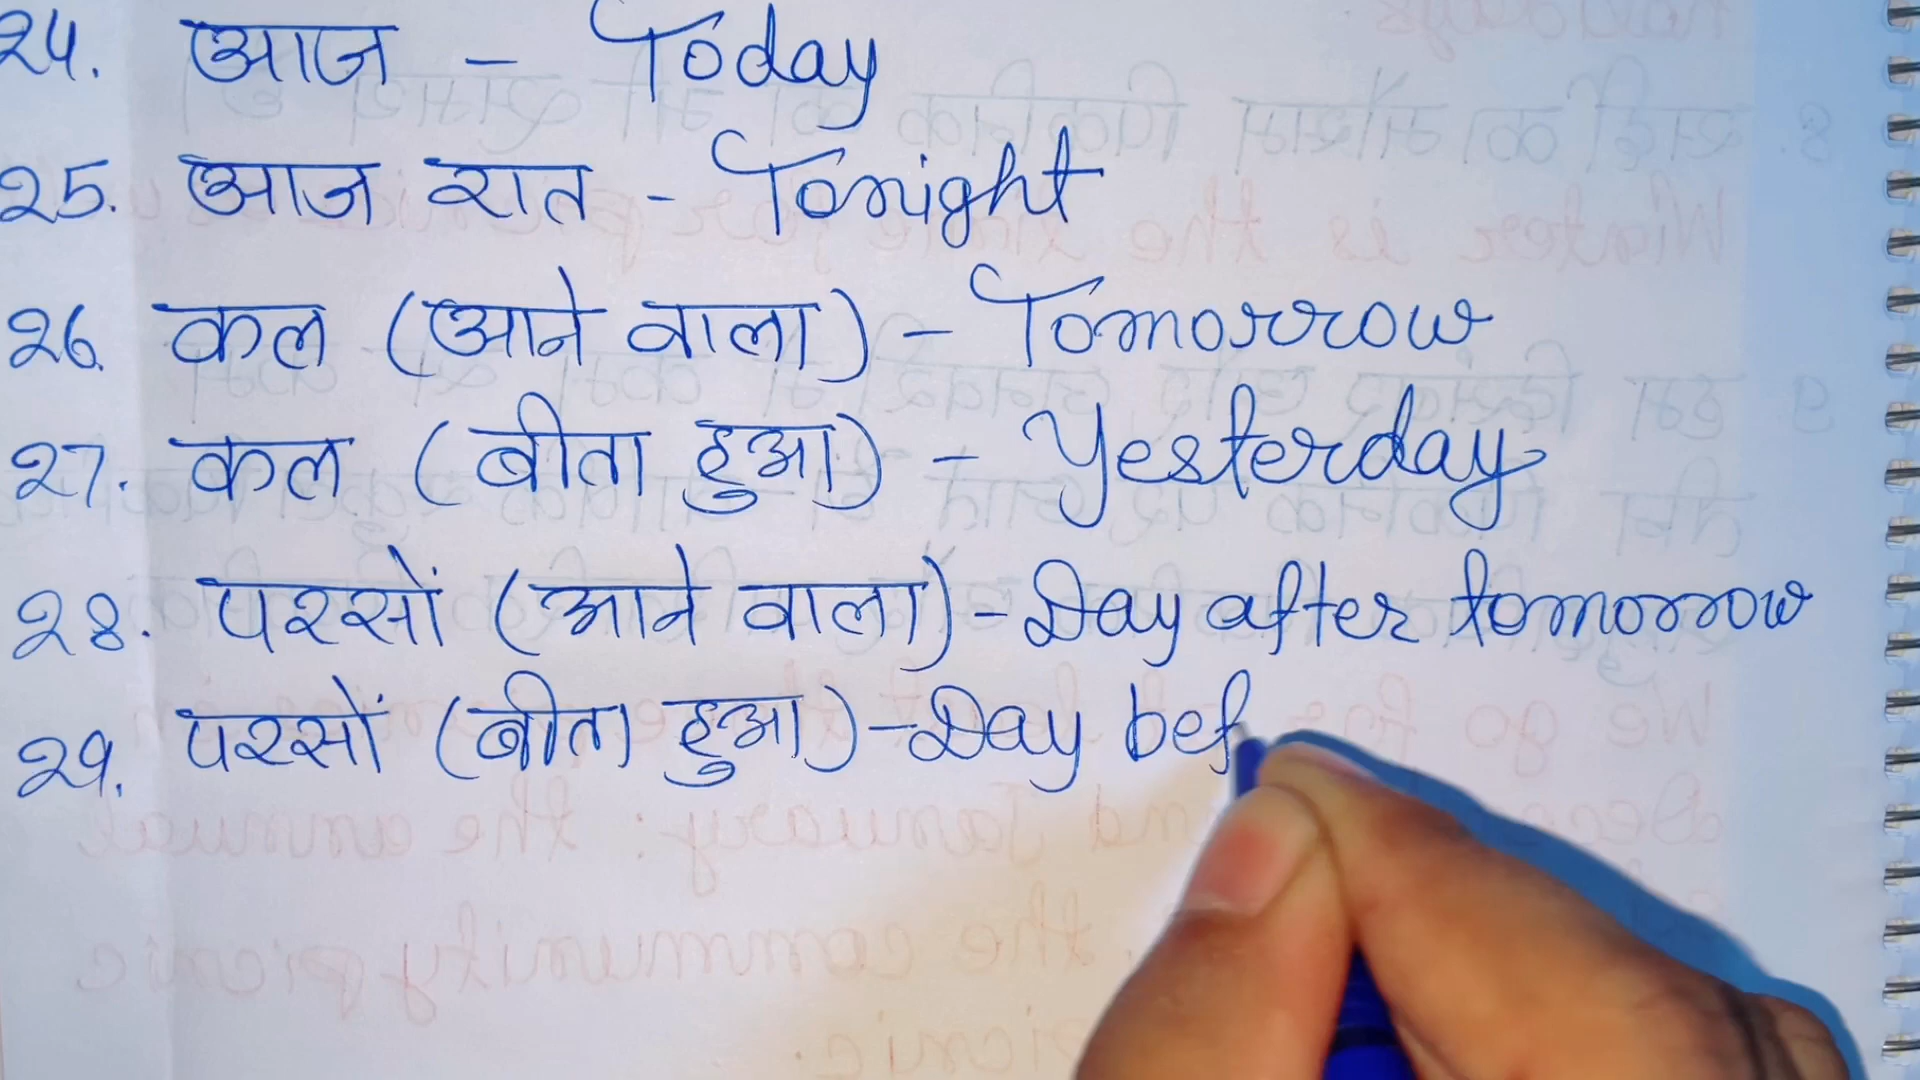 24. आज - Today
25. आज रात - Tonight
26. कल (आने वाला) - Tomorrow
27. कल (बीता हुआ) - Yesterday
28. परसों (आने वाला) - Day after tomorrow
29. परसों (बीता हुआ) - Day bef